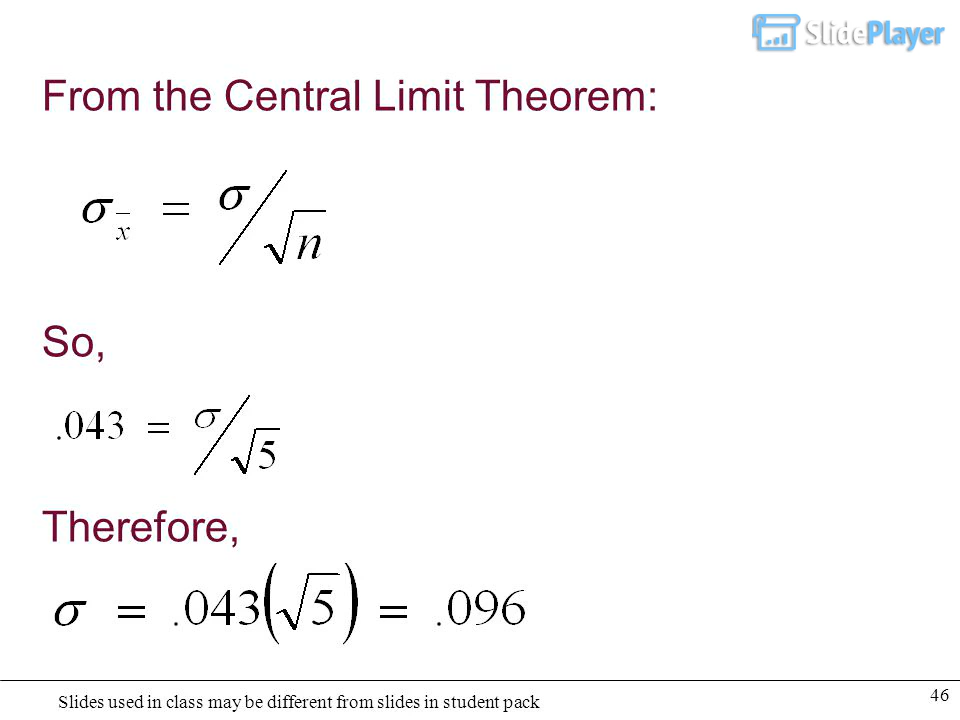 SlidePlayer
From the Central Limit Theorem:
σx̅ = σ/√n
So,
.043 = σ/√5
Therefore,
σ = .043(√5) = .096
Slides used in class may be different from slides in student pack
46